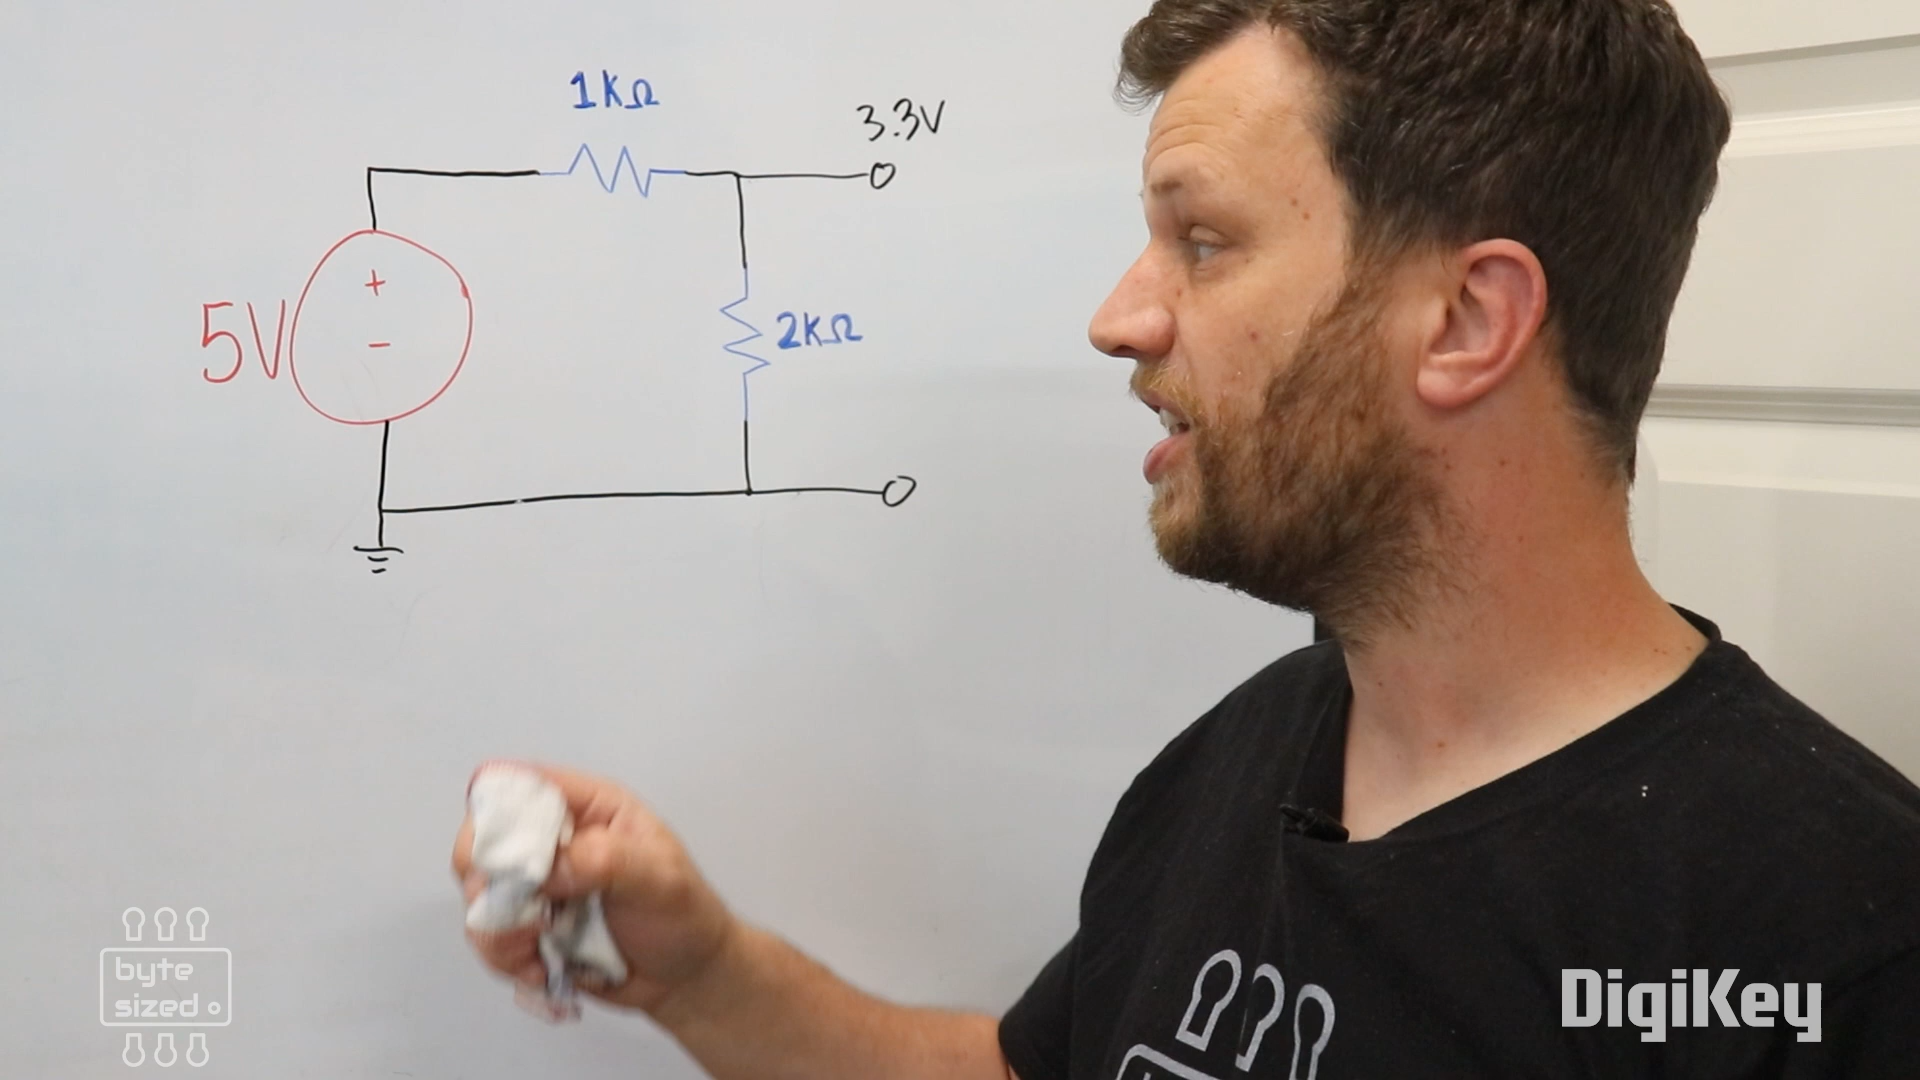 1KΩ
3.3V
5V
+
-
2KΩ
byte
sized
DigiKey